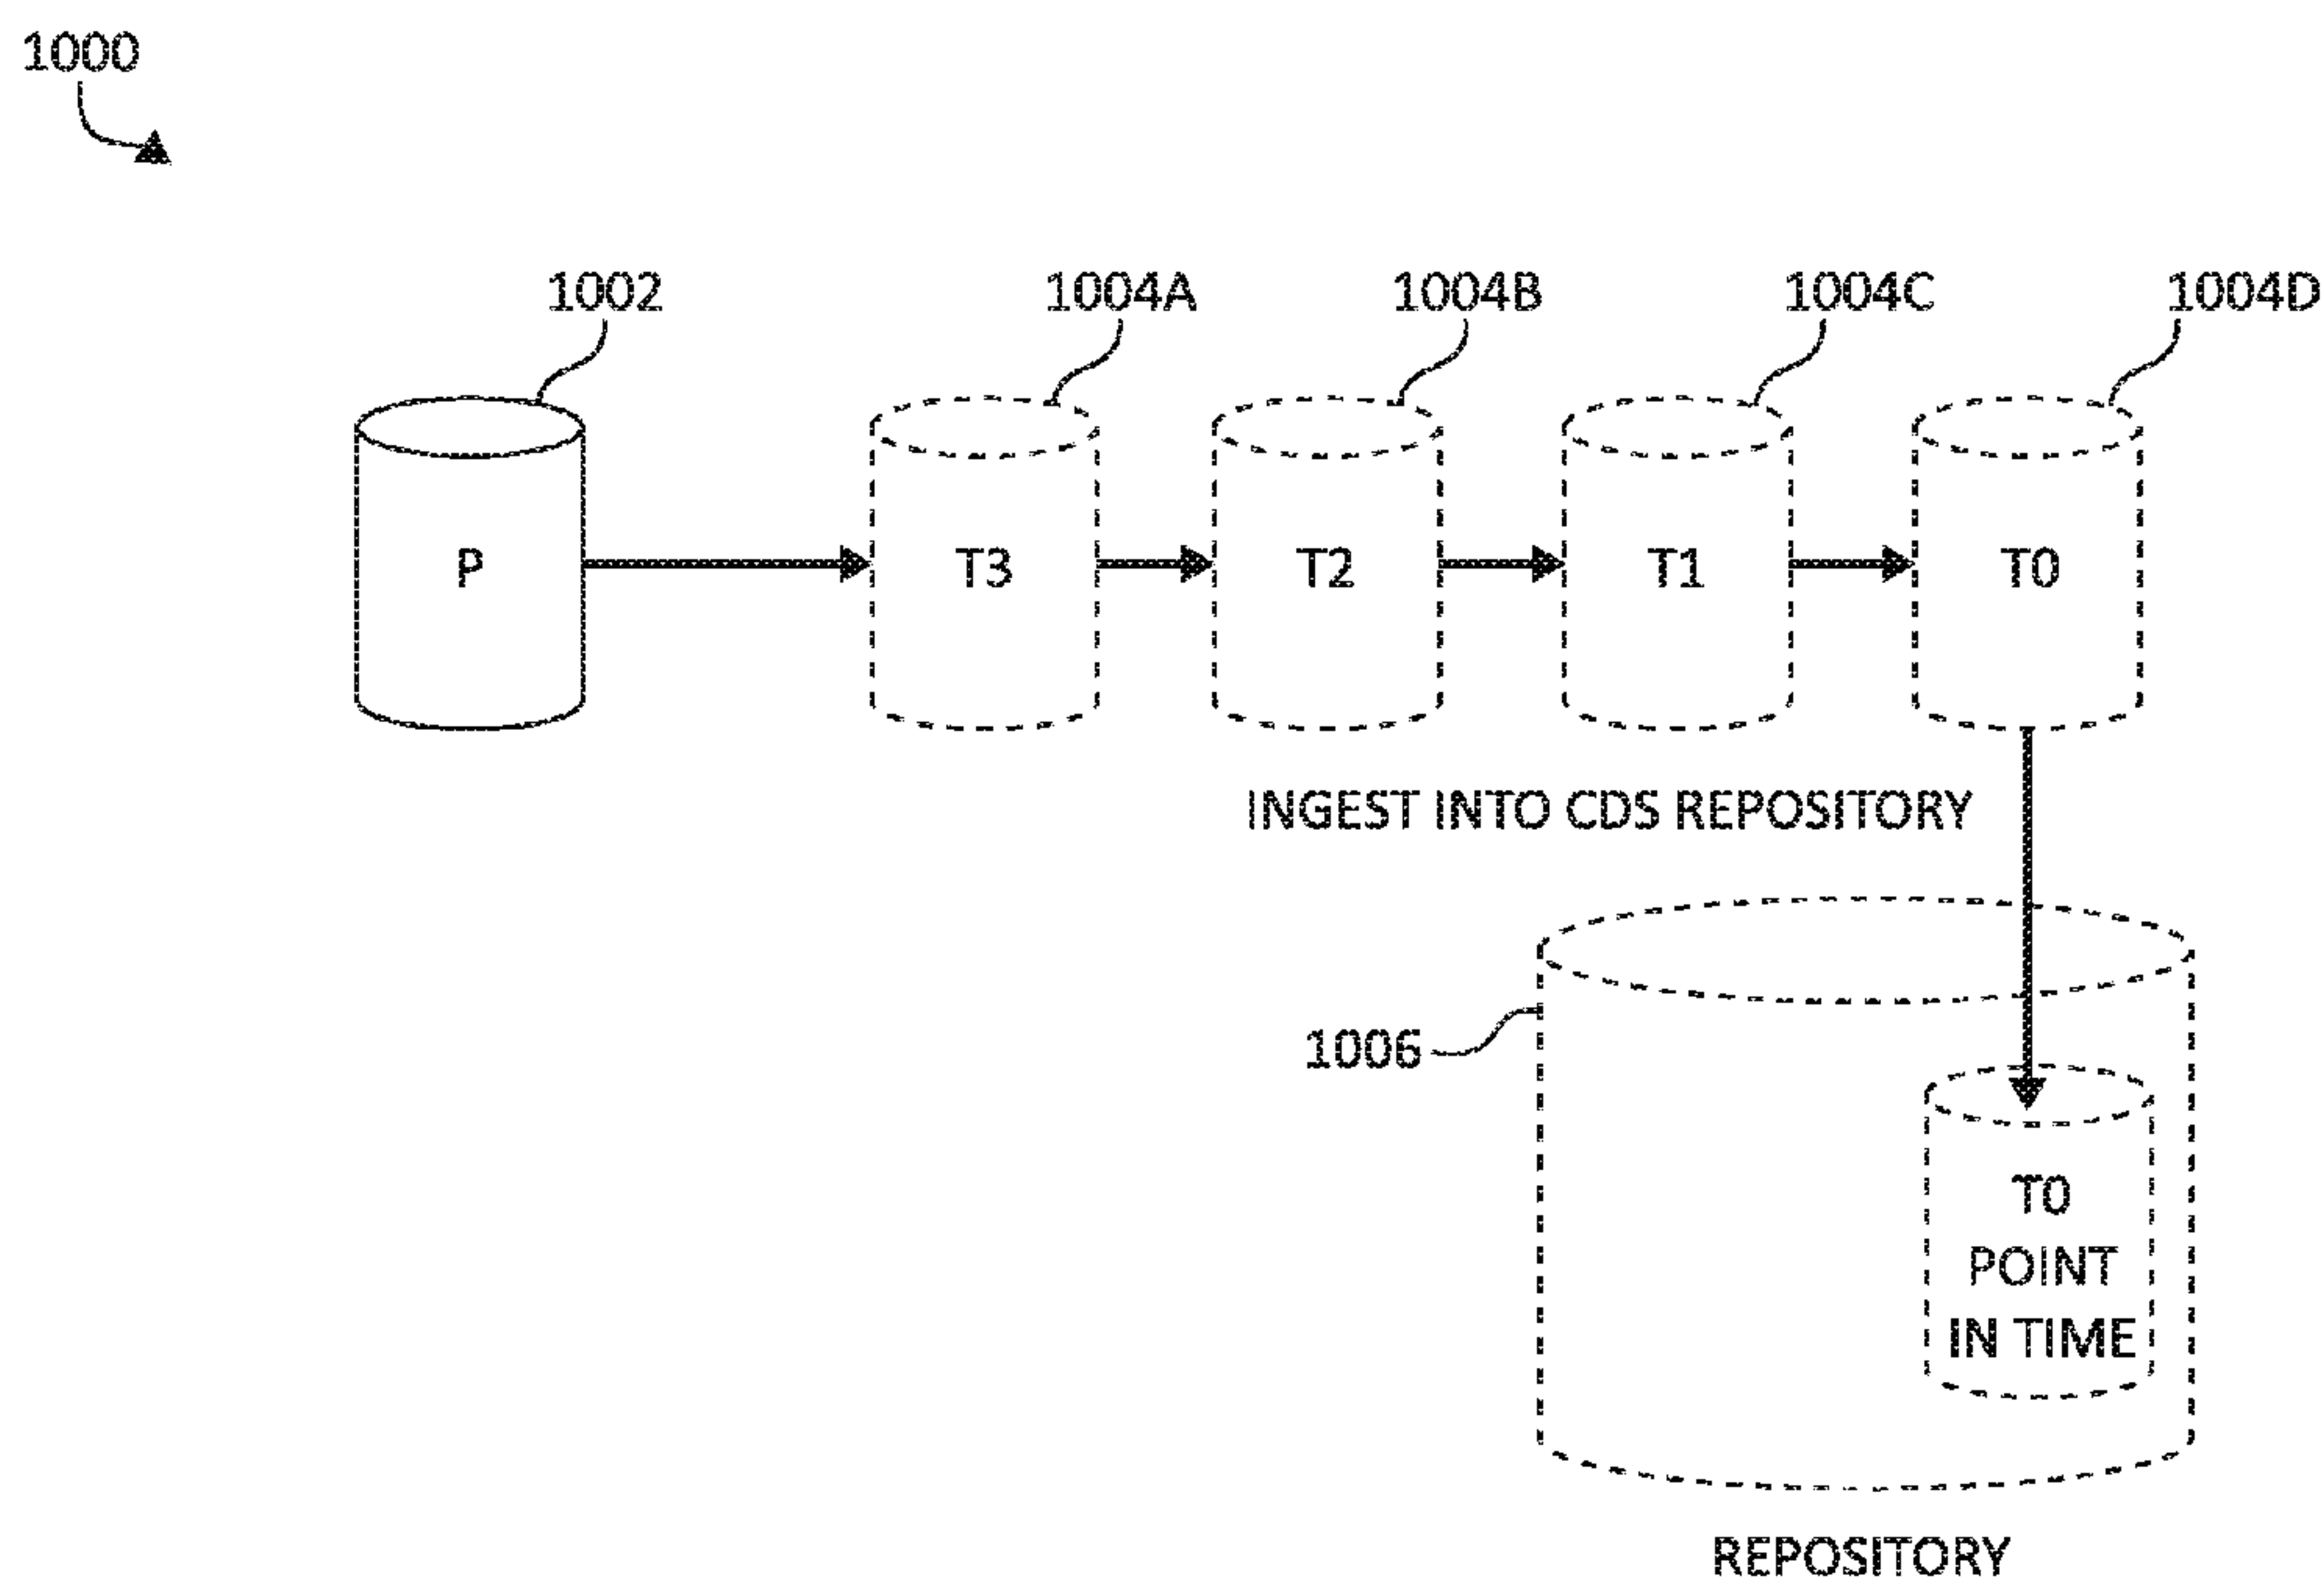 1000
1002
1004A
1004B
1004C
1004D
P
T3
T2
T1
T0
INGEST INTO CDS REPOSITORY
1006
T0
POINT
IN TIME
REPOSITORY